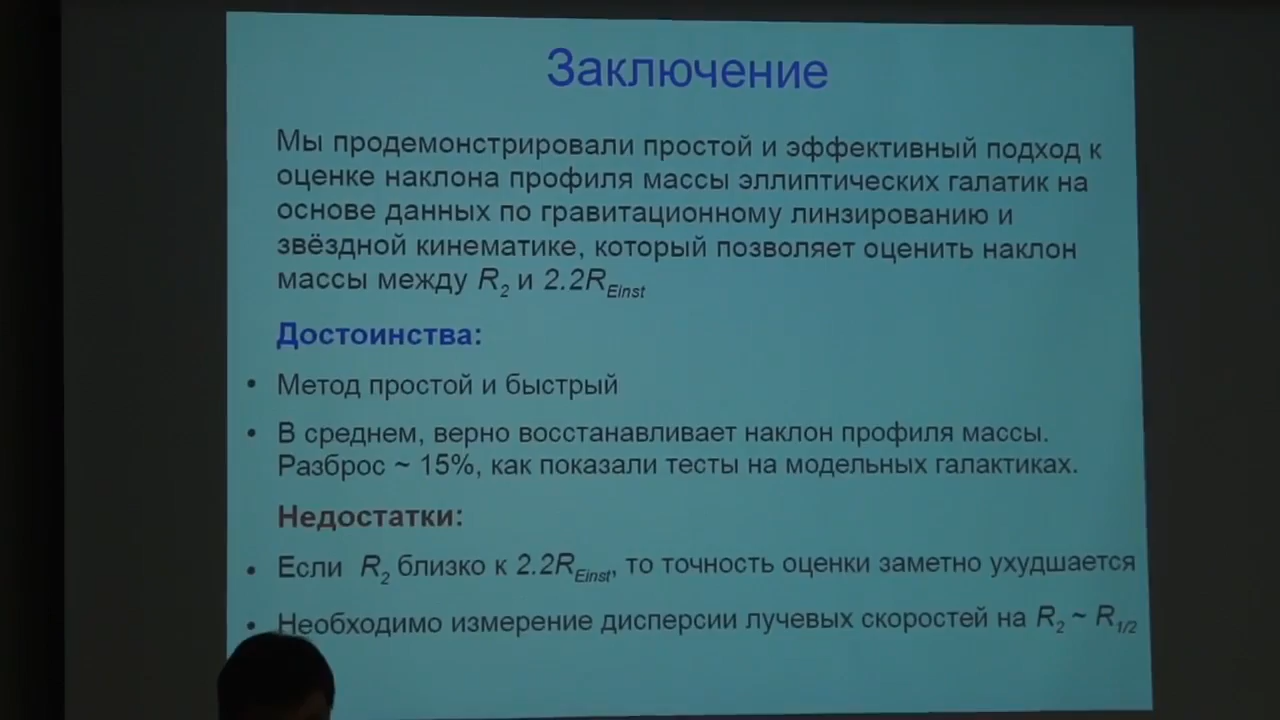 Заключение
Мы продемонстрировали простой и эффективный подход к
оценке наклона профиля массы эллиптических галатик на
основе данных по гравитационному линзированию и
звёздной кинематике, который позволяет оценить наклон
массы между R2 и 2.2REinst
Достоинства:
• Метод простой и быстрый
• В среднем, верно восстанавливает наклон профиля массы.
Разброс ~ 15%, как показали тесты на модельных галактиках.
Недостатки:
• Если R2 близко к 2.2REinst, то точность оценки заметно ухудшается
• Необходимо измерение дисперсии лучевых скоростей на R2 ~ R1/2